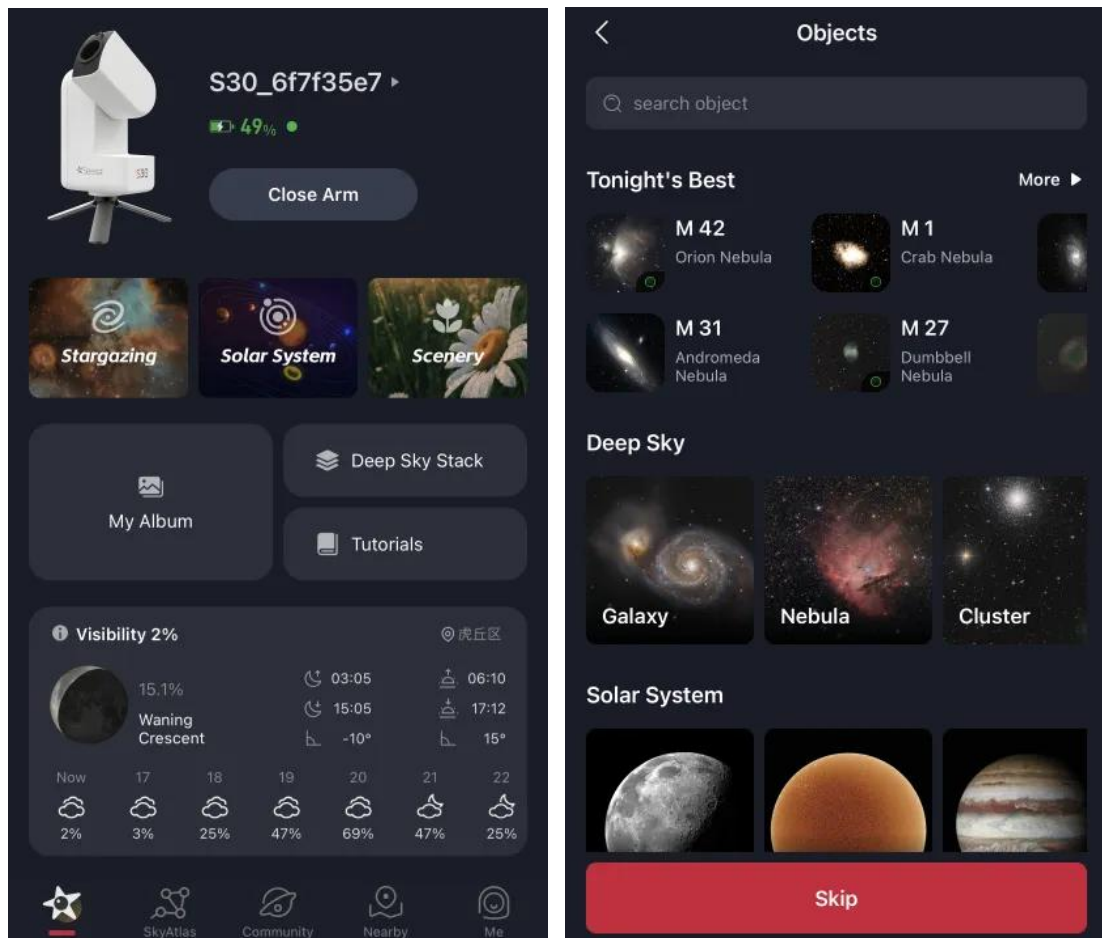 S30_6f7f35e7
49%
Close Arm
Seestar
S30
Stargazing
Solar System
Scenery
My Album
Deep Sky Stack
Tutorials
Visibility 2%
虎丘区
15.1%
Waning
Crescent
03:05
06:10
15:05
17:12
-10°
15°
Now 17 18 19 20 21 22
2% 3% 25% 47% 69% 47% 25%
SkyAtlas
Community
Nearby
Me
Objects
search object
Tonight's Best
More
M 42
Orion Nebula
M 1
Crab Nebula
M 31
Andromeda
Nebula
M 27
Dumbbell
Nebula
Deep Sky
Galaxy
Nebula
Cluster
Solar System
Skip